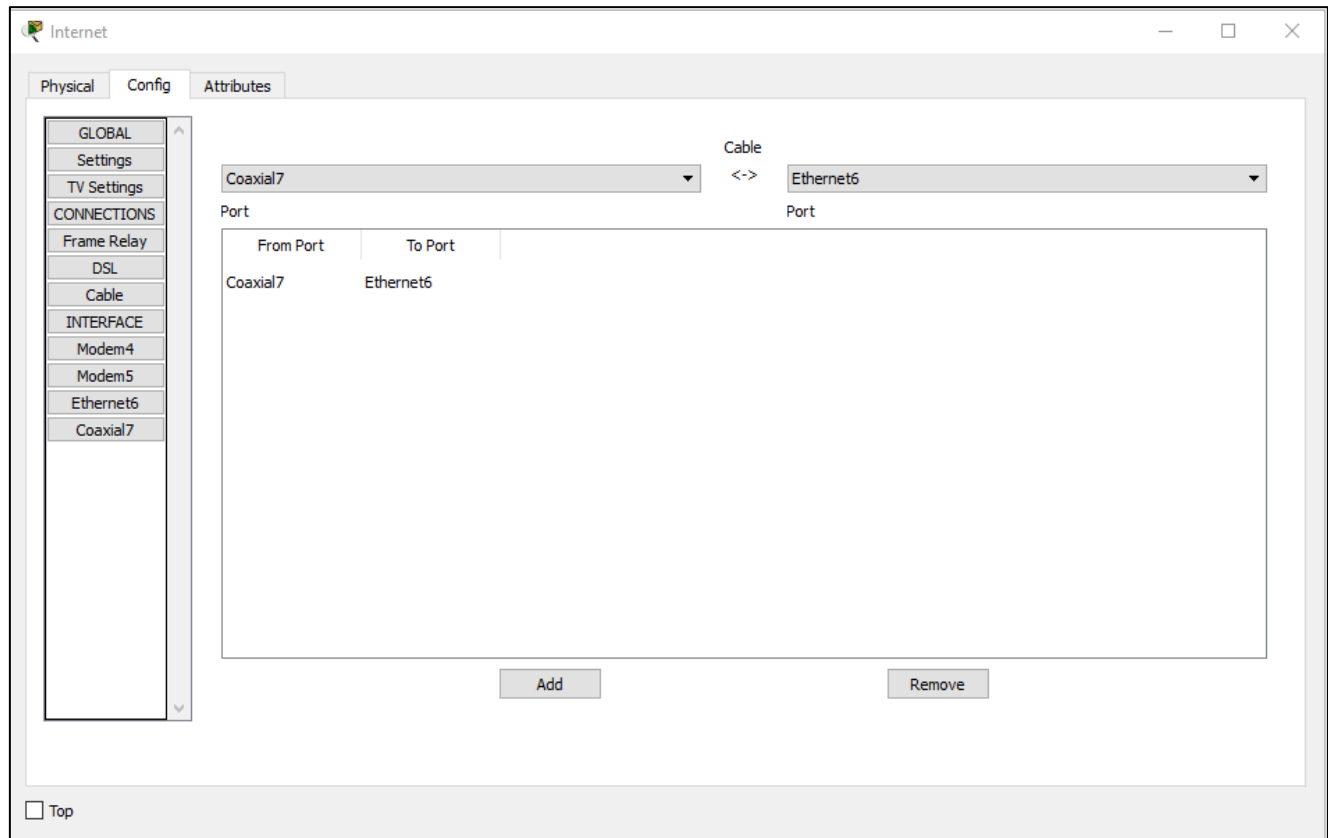 Internet
Physical Config Attributes
GLOBAL
Settings
TV Settings
CONNECTIONS
Frame Relay
DSL
Cable
INTERFACE
Modem4
Modem5
Ethernet6
Coaxial7
Cable
Coaxial7 <-> Ethernet6
Port Port
From Port To Port
Coaxial7 Ethernet6
Add Remove
Top